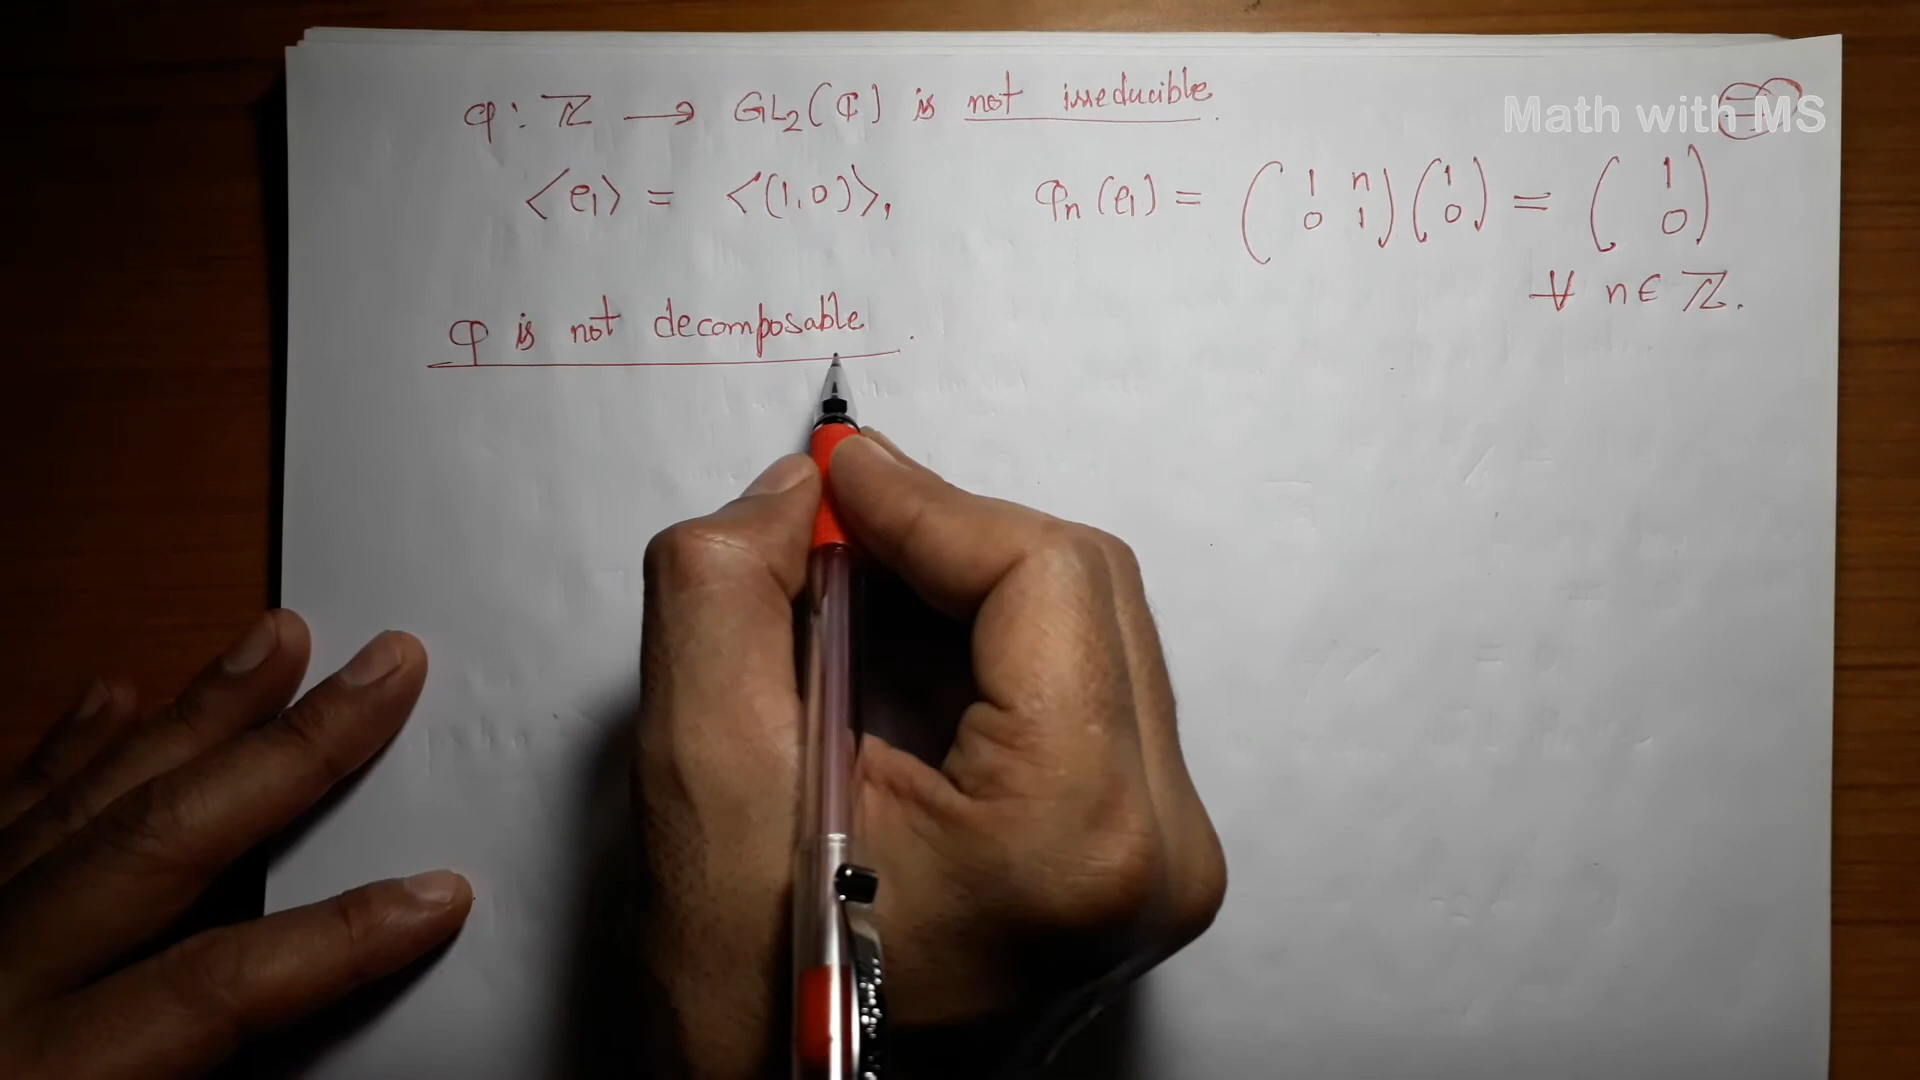 φ : ℤ → GL₂(ℂ) is not irreducible.
Math with MS
⟨e₁⟩ = ⟨(1,0)⟩, φₙ(e₁) = (1 n; 0 1)(1; 0) = (1; 0)
∀ n ∈ ℤ.
φ is not decomposable.